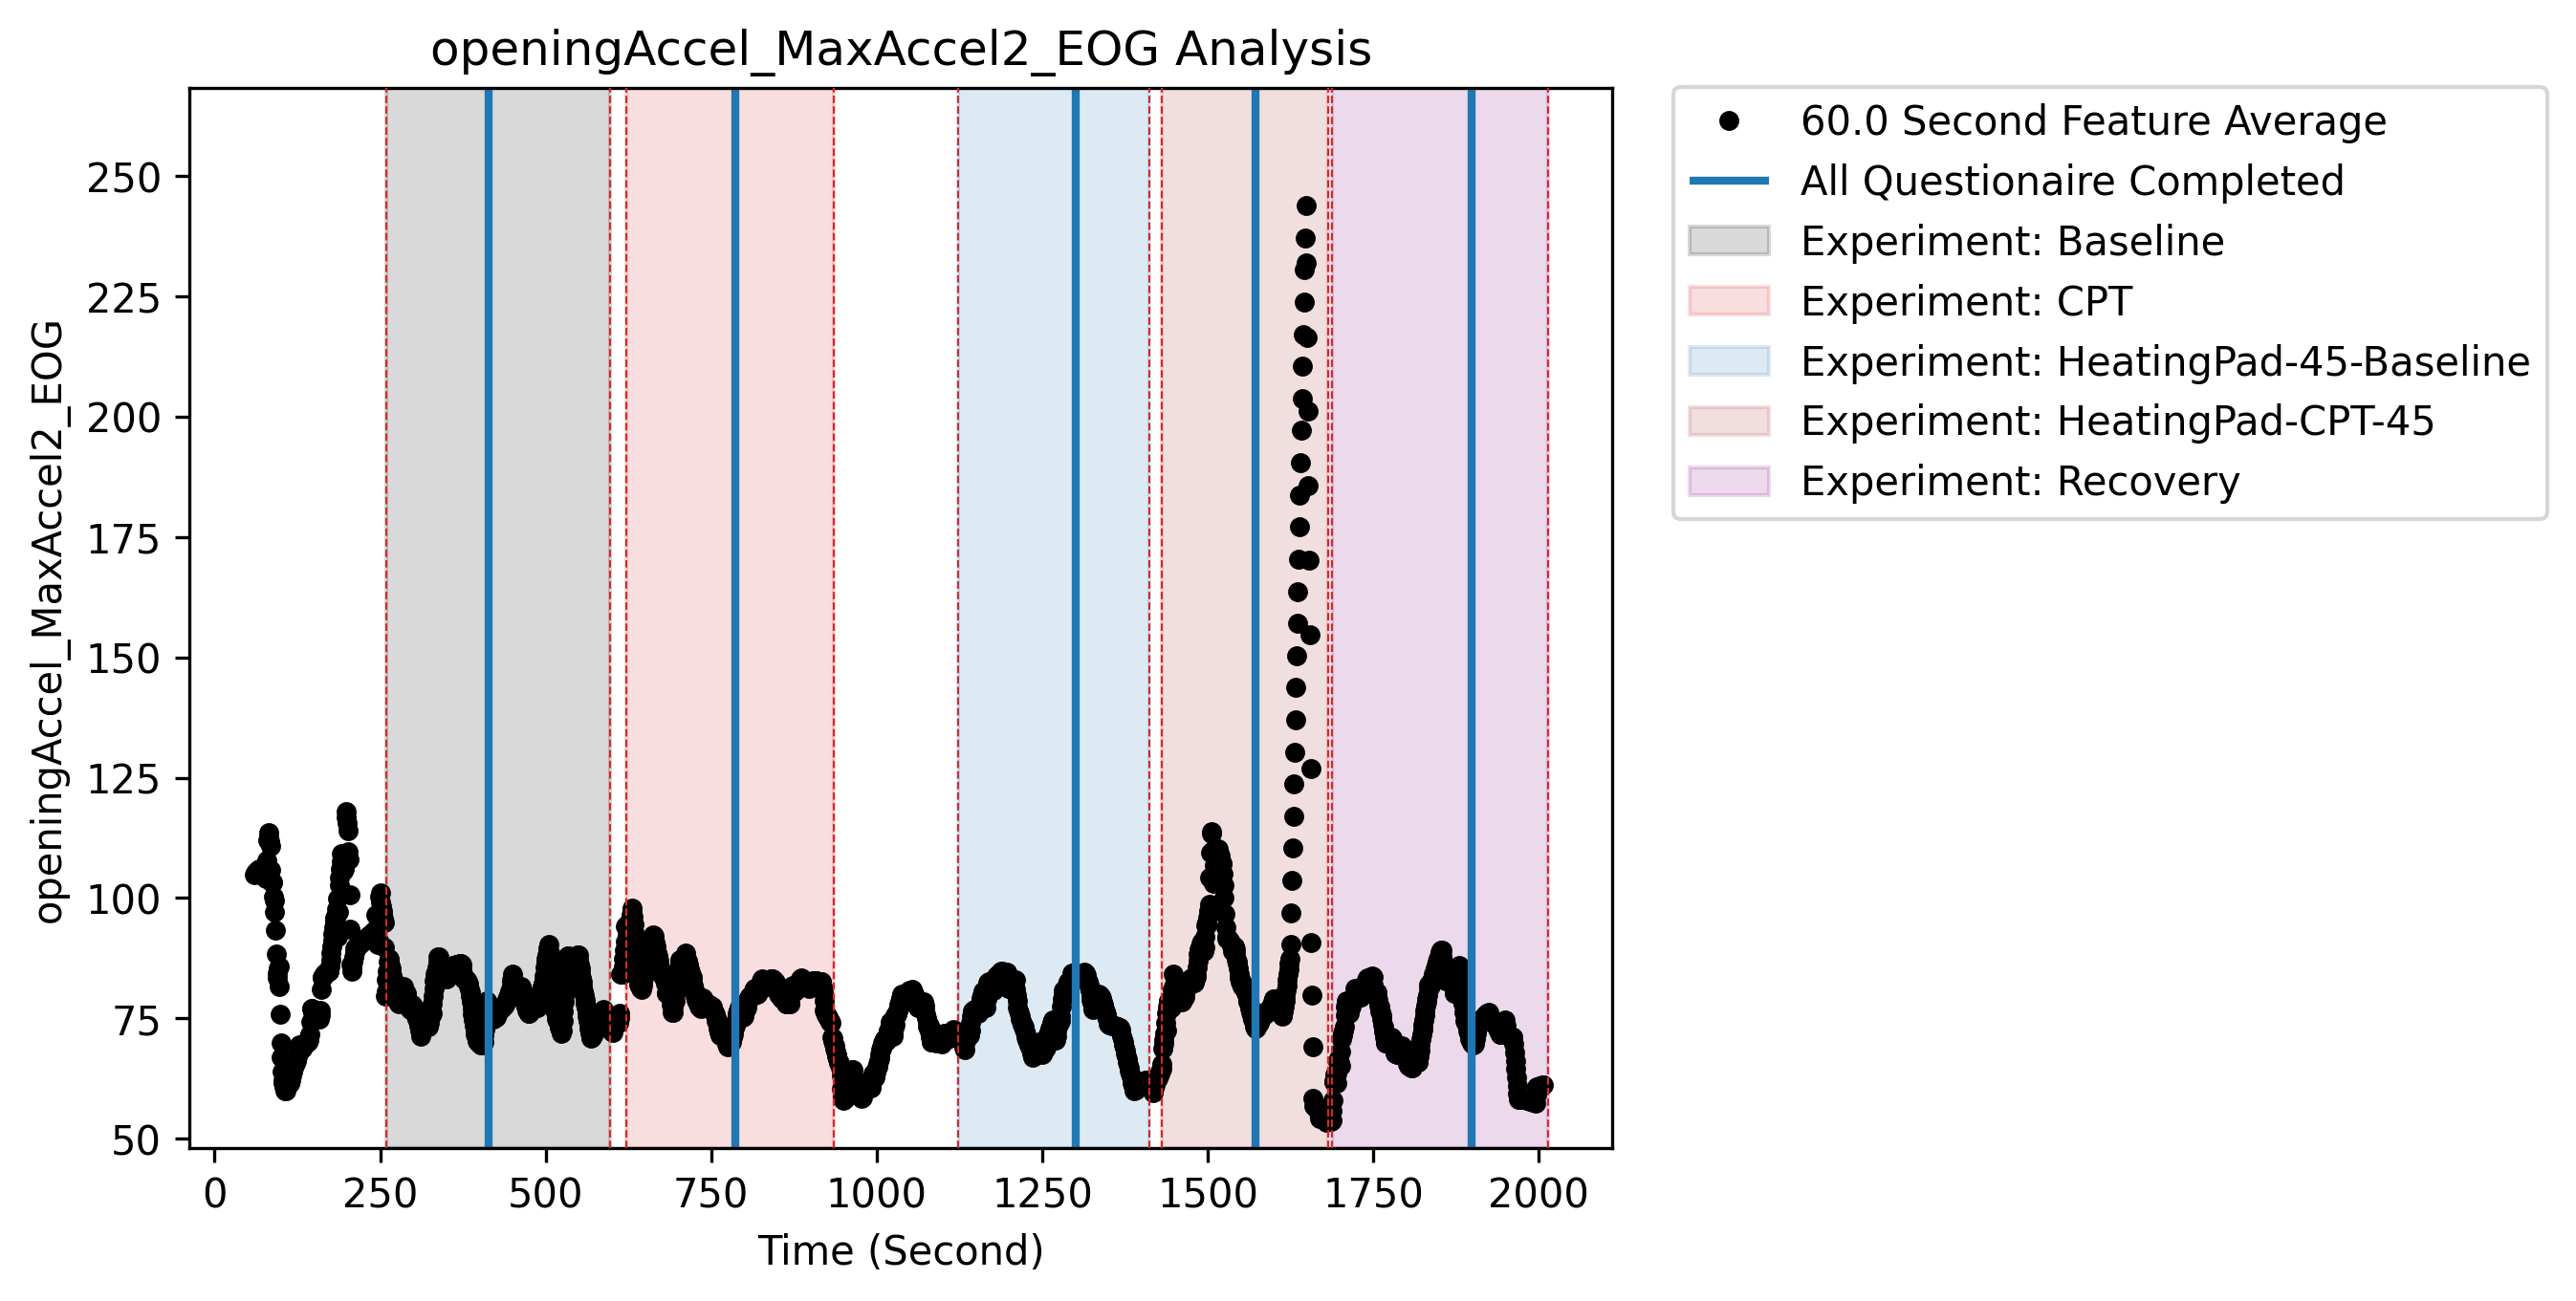 openingAccel_MaxAccel2_EOG Analysis
openingAccel_MaxAccel2_EOG
250
225
200
175
150
125
100
75
50
0 250 500 750 1000 1250 1500 1750 2000
Time (Second)
60.0 Second Feature Average
All Questionaire Completed
Experiment: Baseline
Experiment: CPT
Experiment: HeatingPad-45-Baseline
Experiment: HeatingPad-CPT-45
Experiment: Recovery